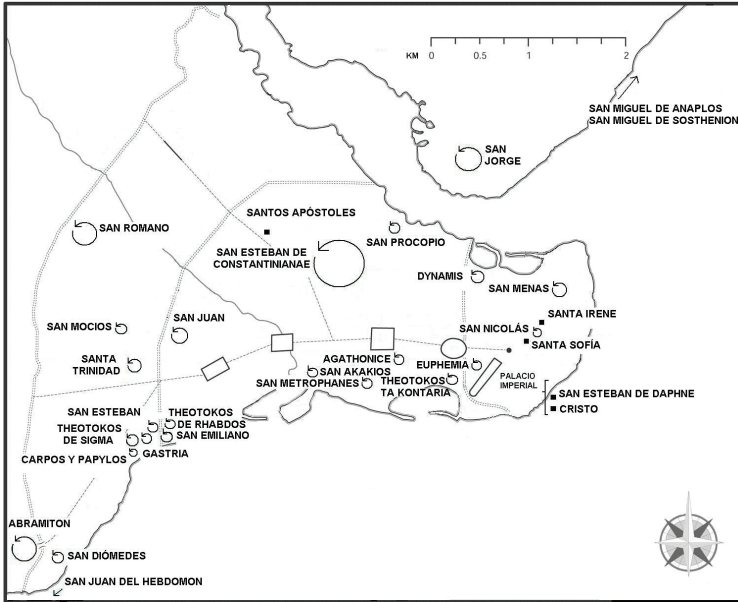 KM
0 0.5 1 2
SAN MIGUEL DE ANAPLOS
SAN MIGUEL DE SOSTHENION
SAN
JORGE
SANTOS APÓSTOLES
SAN ROMANO
SAN PROCOPIO
SAN ESTEBAN DE
CONSTANTINIANAE
DYNAMIS
SAN MENAS
SANTA IRENE
SAN NICOLÁS
SANTA SOFÍA
SAN MOCIOS
SAN JUAN
SANTA
TRINIDAD
AGATHONICE
SAN AKAKIOS
SAN METROPHANES
EUPHEMIA
THEOTOKOS
TA KONTARIA
PALACIO
IMPERIAL
SAN ESTEBAN DE DAPHNE
CRISTO
SAN ESTEBAN
THEOTOKOS
DE RHABDOS
THEOTOKOS
DE SIGMA
SAN EMILIANO
CARPOS Y PAPYLOS
GASTRIA
ABRAMITON
SAN DIÓMEDES
SAN JUAN DEL HEBDOMON